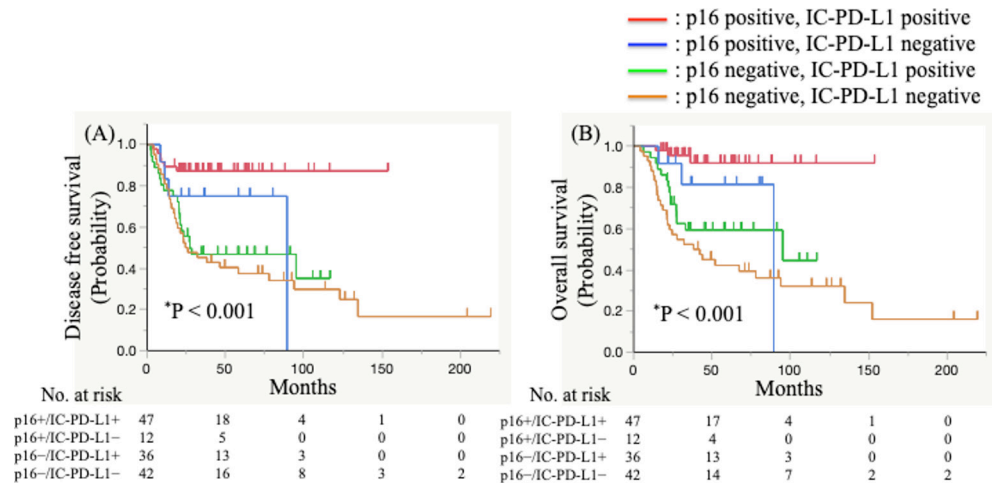 : p16 positive, IC-PD-L1 positive
: p16 positive, IC-PD-L1 negative
: p16 negative, IC-PD-L1 positive
: p16 negative, IC-PD-L1 negative
(A)
Disease free survival
(Probability)
1.0
0.8
0.6
0.4
0.2
0.0
*P < 0.001
0 50 100 150 200
Months
No. at risk
p16+/IC-PD-L1+ 47 18 4 1 0
p16+/IC-PD-L1− 12 5 0 0 0
p16−/IC-PD-L1+ 36 13 3 0 0
p16−/IC-PD-L1− 42 16 8 3 2
(B)
Overall survival
(Probability)
1.0
0.8
0.6
0.4
0.2
0.0
*P < 0.001
0 50 100 150 200
Months
No. at risk
p16+/IC-PD-L1+ 47 17 4 1 0
p16+/IC-PD-L1− 12 4 0 0 0
p16−/IC-PD-L1+ 36 13 3 0 0
p16−/IC-PD-L1− 42 14 7 2 2